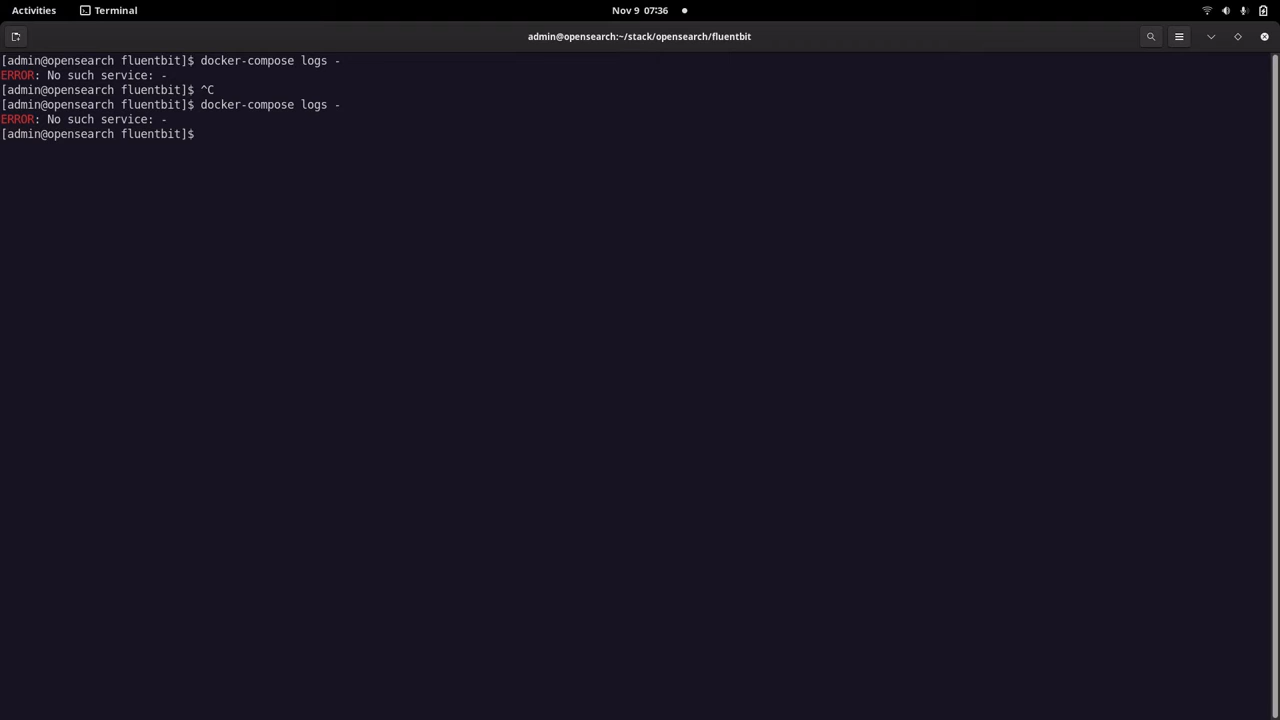 Activities
Terminal
Nov 9 07:36
admin@opensearch:~/stack/opensearch/fluentbit
[admin@opensearch fluentbit]$ docker-compose logs -
ERROR: No such service: -
[admin@opensearch fluentbit]$ ^C
[admin@opensearch fluentbit]$ docker-compose logs -
ERROR: No such service: -
[admin@opensearch fluentbit]$